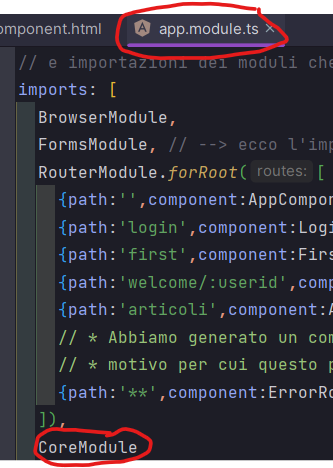 omponent.html app.module.ts ×
// e importazioni dei moduli che
imports: [
BrowserModule,
FormsModule, // --> ecco l'imp
RouterModule.forRoot( routes: [
{path:'',component:AppCompon
{path:'login',component:Logi
{path:'first',component:Firs
{path:'welcome/:userid',comp
{path:'articoli',component:A
// * Abbiamo generato un com
// * motivo per cui questo p
{path:'**',component:ErrorRo
]),
CoreModule